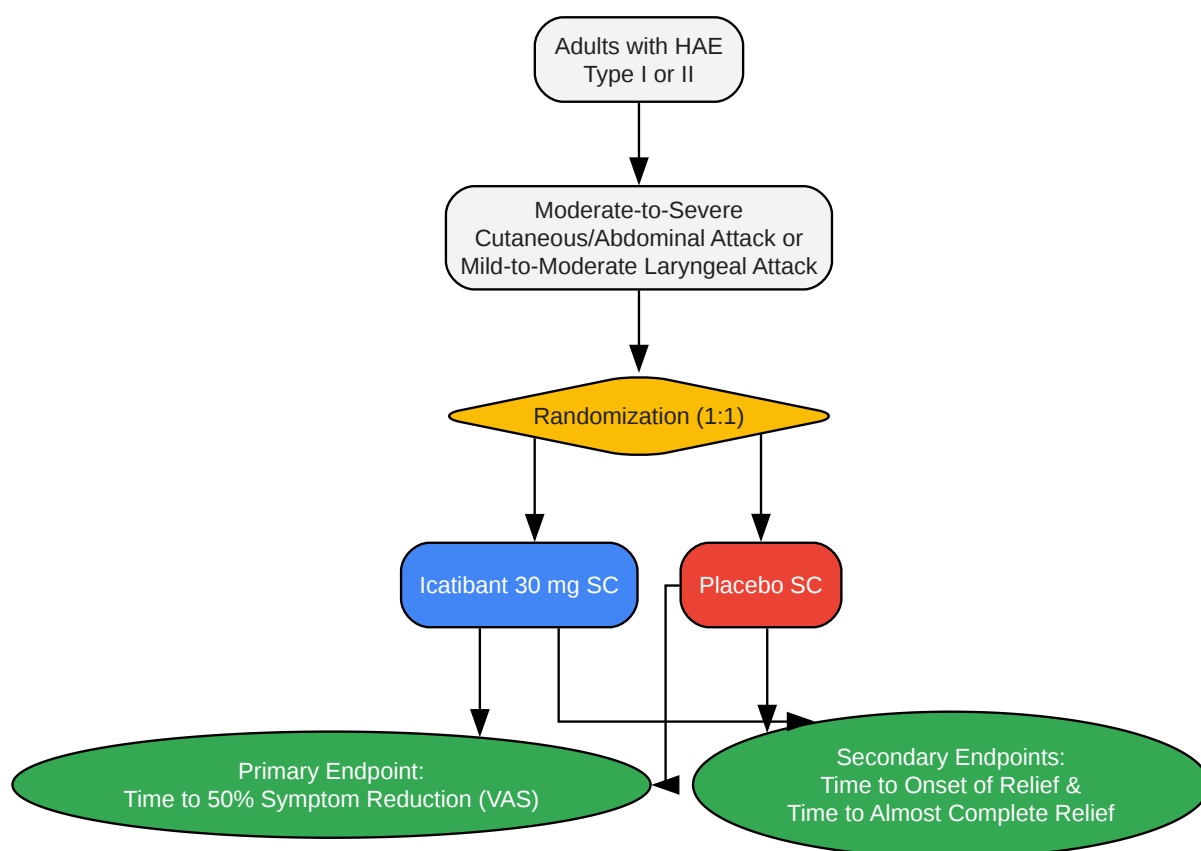 Adults with HAE
Type I or II
Moderate-to-Severe
Cutaneous/Abdominal Attack or
Mild-to-Moderate Laryngeal Attack
Randomization (1:1)
Icatibant 30 mg SC
Placebo SC
Primary Endpoint:
Time to 50% Symptom Reduction (VAS)
Secondary Endpoints:
Time to Onset of Relief &
Time to Almost Complete Relief